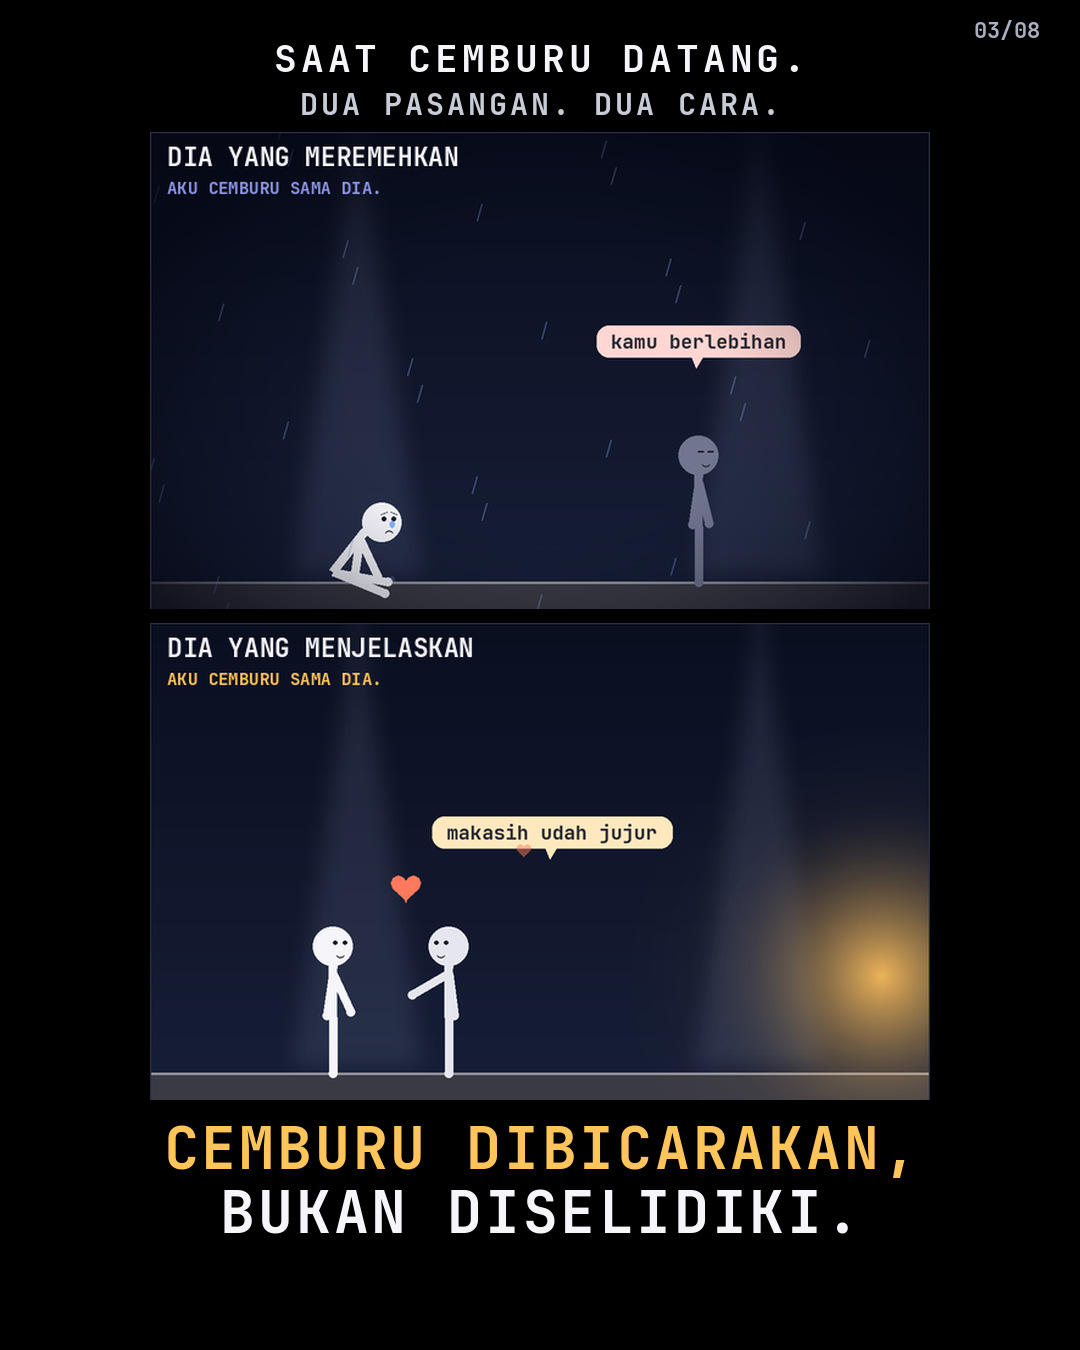 03/08
SAAT CEMBURU DATANG.
DUA PASANGAN. DUA CARA.
DIA YANG MEREMEHKAN
AKU CEMBURU SAMA DIA.
kamu berlebihan
DIA YANG MENJELASKAN
AKU CEMBURU SAMA DIA.
makasih udah jujur
CEMBURU DIBICARAKAN,
BUKAN DISELIDIKI.